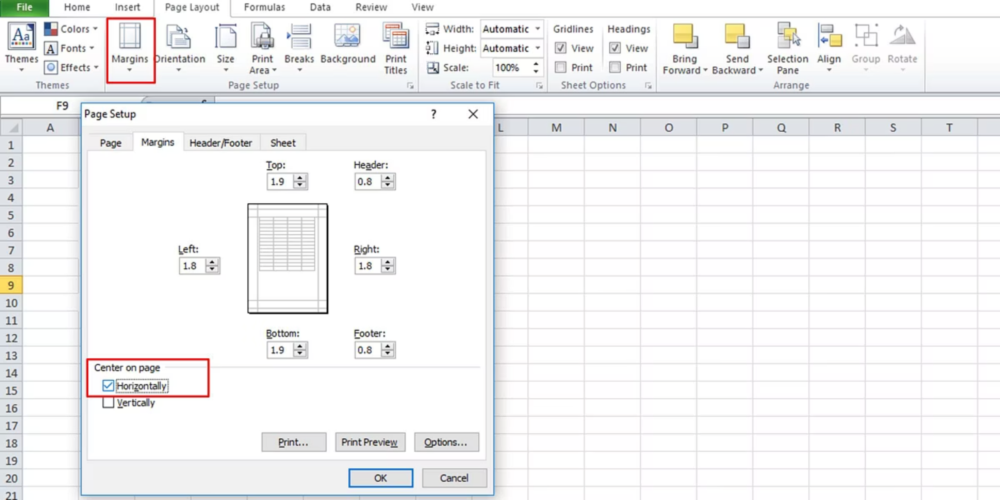 File Home Insert Page Layout Formulas Data Review View
Aa Colors Width: Automatic Gridlines Headings
A Fonts Height: Automatic View View
Themes Margins Orientation Size Print Area Breaks Background Print Titles Bring Forward Send Backward Selection Pane Align Group Rotate
Effects Scale: 100% Print Print
Themes Page Setup Scale to Fit Sheet Options Arrange
F9
Page Setup ?
A L M N O P Q R S T
Page Margins Header/Footer Sheet
1
2
3
4
5
6
7
8
9
10
11
12
13
14
15
16
17
18
19
20
21
Top: Header:
1.9 0.8
Left: Right:
1.8 1.8
Bottom: Footer:
1.9 0.8
Center on page
Horizontally
Vertically
Print... Print Preview Options...
OK Cancel